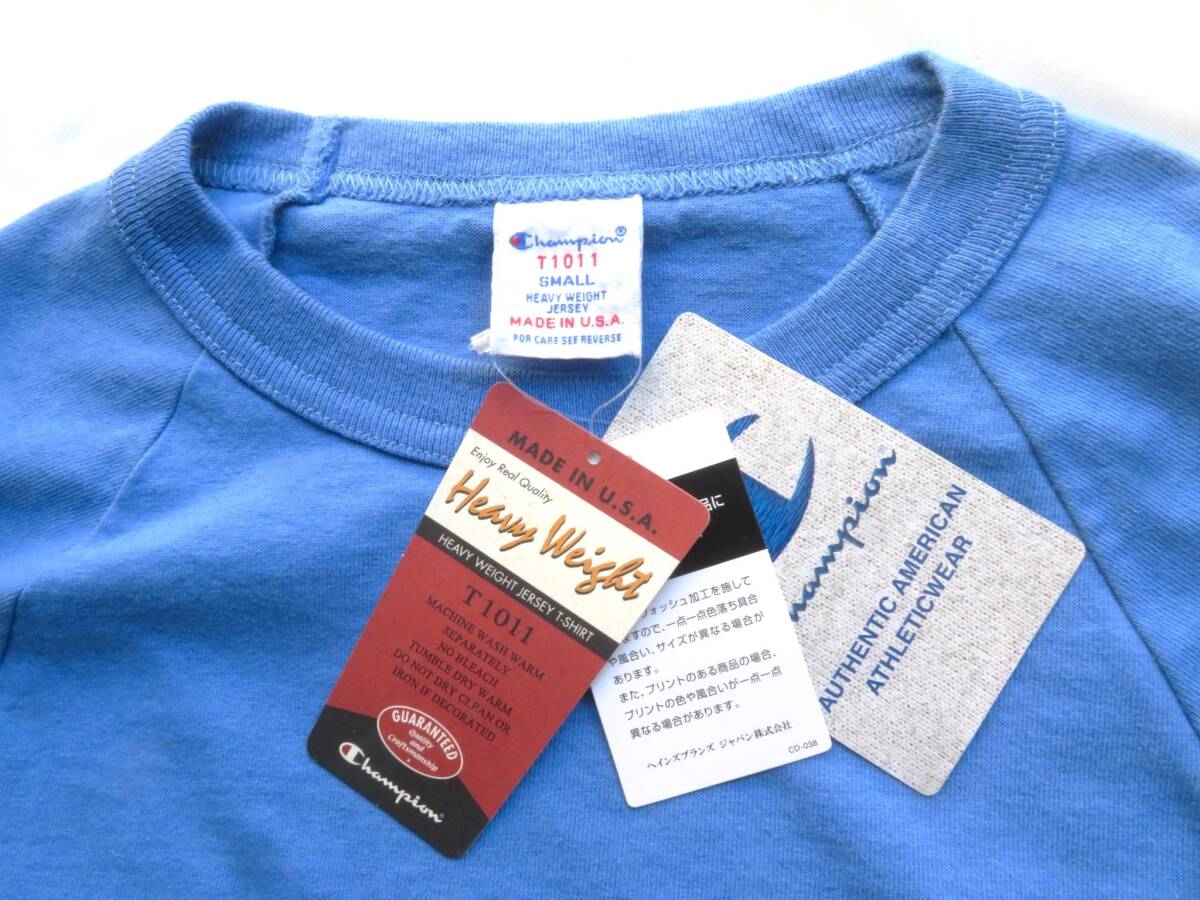 Champion®
T1011
SMALL
HEAVY WEIGHT
JERSEY
MADE IN U.S.A.
FOR CARE SEE REVERSE
MADE IN U.S.A.
Enjoy Real Quality
Heavy Weight
HEAVY WEIGHT JERSEY T-SHIRT
T1011
MACHINE WASH WARM
SEPARATELY
NO BLEACH
TUMBLE DRY WARM
DO NOT DRY CLEAN OR
IRON IF DECORATED
GUARANTEED
Quality
and
Craftsmanship
Champion
品に
ォッシュ加工を施して
ますので、一点一点色落ち具合
や風合い、サイズが異なる場合が
あります。
また、プリントのある商品の場合、
プリントの色や風合いが一点一点
異なる場合があります。
ヘインズブランズ ジャパン株式会社
CD-038
hampion
AUTHENTIC AMERICAN
ATHLETICWEAR